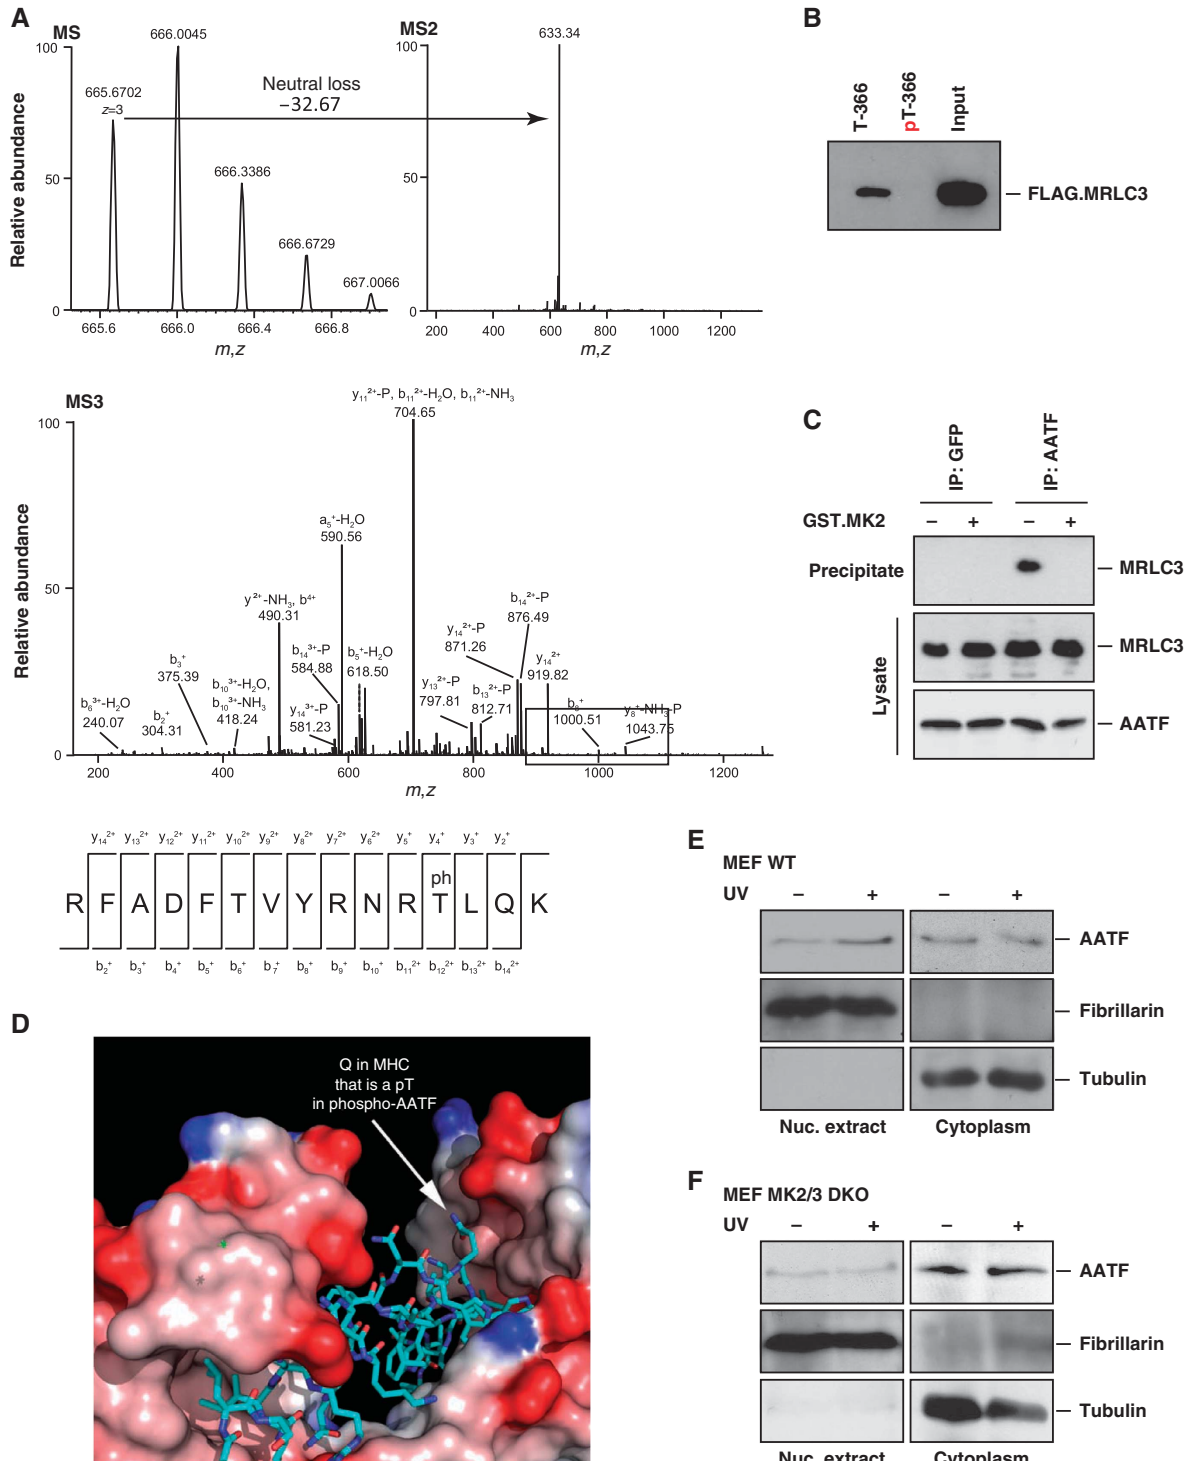 A
MS
666.0045
100
665.6702
z=3
Neutral loss
−32.67
50
666.3386
666.6729
667.0066
0
665.6
666.0
666.4
666.8
m,z
Relative abundance
MS2
633.34
100
50
0
200
400
600
800
1000
1200
m,z
MS3
y₁₁²⁺-P, b₁₁²⁺-H₂O, b₁₁²⁺-NH₃
704.65
100
a₅⁺-H₂O
590.56
50
y²⁺-NH₃, b⁴⁺
490.31
b₁₄²⁺-P
876.49
y₁₄²⁺-P
871.26
b₁₄³⁺-P
584.88
b₅⁺-H₂O
618.50
b₃⁺
375.39
y₁₄²⁺
919.82
b₁₀³⁺-H₂O,
b₁₀³⁺-NH₃
418.24
y₁₃²⁺-P
797.81
b₁₃²⁺-P
812.71
b₆³⁺-H₂O
240.07
b₂⁺
304.31
y₁₄³⁺-P
581.23
b₈⁺
1000.51
y₈⁺-NH₃-P
1043.75
0
200
400
600
800
1000
1200
m,z
Relative abundance
y₁₄²⁺ y₁₃²⁺ y₁₂²⁺ y₁₁²⁺ y₁₀²⁺ y₉²⁺ y₈²⁺ y₇²⁺ y₆²⁺ y₅⁺ y₄⁺ y₃⁺ y₂⁺
ph
R F A D F T V Y R N R T L Q K
b₂⁺ b₃⁺ b₄⁺ b₅⁺ b₆⁺ b₇⁺ b₈⁺ b₉⁺ b₁₀⁺ b₁₁²⁺ b₁₂²⁺ b₁₃²⁺ b₁₄²⁺
B
T-366
pT-366
Input
FLAG.MRLC3
C
IP: GFP
IP: AATF
GST.MK2 − + − +
Precipitate
MRLC3
Lysate
MRLC3
AATF
D
Q in MHC
that is a pT
in phospho-AATF
*
*
E
MEF WT
UV − + − +
AATF
Fibrillarin
Tubulin
Nuc. extract
Cytoplasm
F
MEF MK2/3 DKO
UV − + − +
AATF
Fibrillarin
Tubulin
Nuc. extract
Cytoplasm